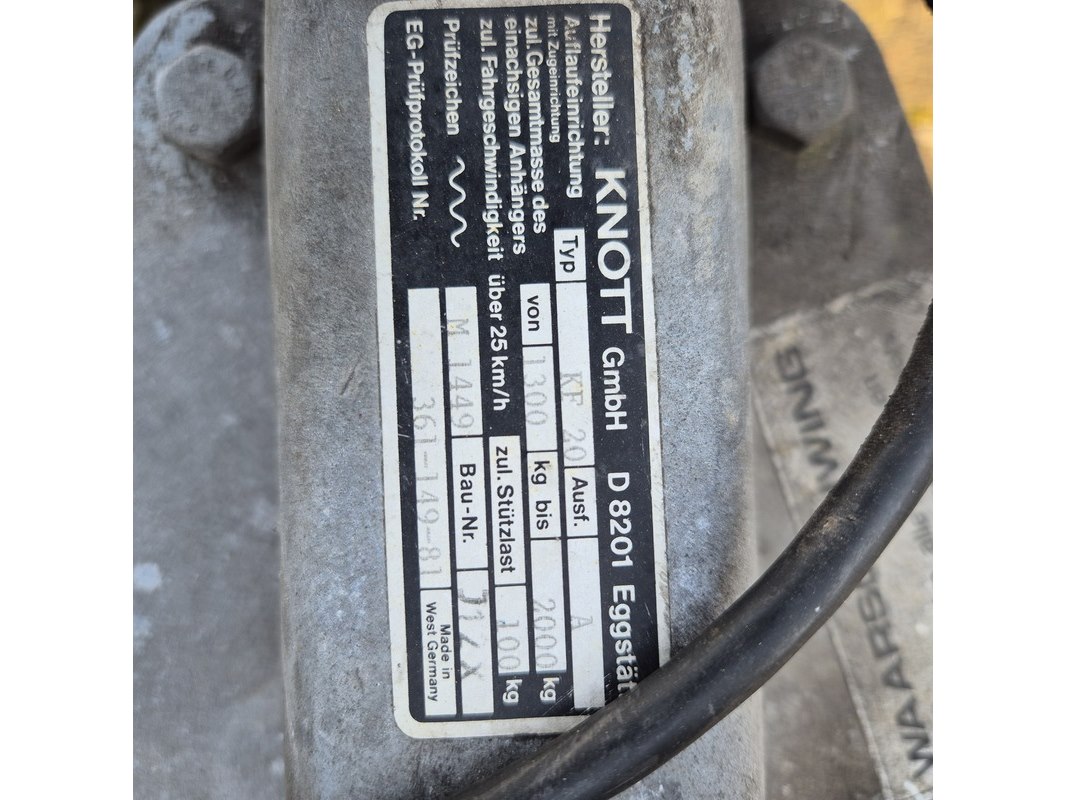 Hersteller: KNOTT GmbH D 8201 Eggstät
Auflaufeinrichtung Typ KF 20 Ausf. A
mit Zugeinrichtung
zul. Gesamtmasse des von 1300 kg bis 2000 kg
einachsigen Anhängers
zul. Fahrgeschwindigkeit über 25 km/h zul. Stützlast 100 kg
Prüfzeichen M 1449 Bau-Nr.
EG-Prüfprotokoll Nr. 361-149-81 Made in
West Germany
WAARS
WING